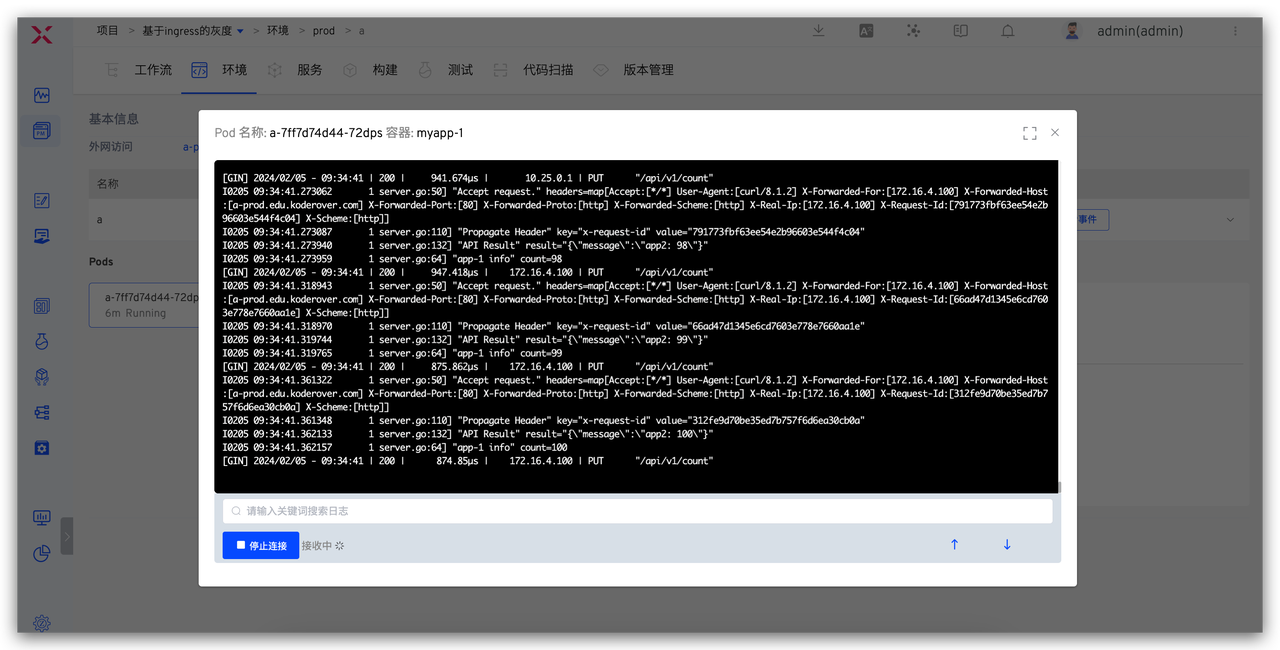 项目 > 基于ingress的灰度 > 环境 > prod > a
admin(admin)
工作流 环境 服务 构建 测试 代码扫描 版本管理
基本信息
外网访问 a-p
名称
a
事件
Pods
a-7ff7d74d44-72dp
6m Running
Pod 名称: a-7ff7d74d44-72dps 容器: myapp-1
[GIN] 2024/02/05 - 09:34:41 | 200 | 941.674µs | 10.25.0.1 | PUT "/api/v1/count"
I0205 09:34:41.273062 1 server.go:50] "Accept request." headers=map[Accept:[*/*] User-Agent:[curl/8.1.2] X-Forwarded-For:[172.16.4.100] X-Forwarded-Host
:[a-prod.edu.koderover.com] X-Forwarded-Port:[80] X-Forwarded-Proto:[http] X-Forwarded-Scheme:[http] X-Real-Ip:[172.16.4.100] X-Request-Id:[791773fbf63ee54e2b
96603e544f4c04] X-Scheme:[http]]
I0205 09:34:41.273087 1 server.go:110] "Propagate Header" key="x-request-id" value="791773fbf63ee54e2b96603e544f4c04"
I0205 09:34:41.273940 1 server.go:132] "API Result" result="{\"message\":\"app2: 98\"}"
I0205 09:34:41.273959 1 server.go:64] "app-1 info" count=98
[GIN] 2024/02/05 - 09:34:41 | 200 | 947.418µs | 172.16.4.100 | PUT "/api/v1/count"
I0205 09:34:41.318943 1 server.go:50] "Accept request." headers=map[Accept:[*/*] User-Agent:[curl/8.1.2] X-Forwarded-For:[172.16.4.100] X-Forwarded-Host
:[a-prod.edu.koderover.com] X-Forwarded-Port:[80] X-Forwarded-Proto:[http] X-Forwarded-Scheme:[http] X-Real-Ip:[172.16.4.100] X-Request-Id:[66ad47d1345e6cd760
3e778e7660aa1e] X-Scheme:[http]]
I0205 09:34:41.318970 1 server.go:110] "Propagate Header" key="x-request-id" value="66ad47d1345e6cd7603e778e7660aa1e"
I0205 09:34:41.319744 1 server.go:132] "API Result" result="{\"message\":\"app2: 99\"}"
I0205 09:34:41.319765 1 server.go:64] "app-1 info" count=99
[GIN] 2024/02/05 - 09:34:41 | 200 | 875.862µs | 172.16.4.100 | PUT "/api/v1/count"
I0205 09:34:41.361322 1 server.go:50] "Accept request." headers=map[Accept:[*/*] User-Agent:[curl/8.1.2] X-Forwarded-For:[172.16.4.100] X-Forwarded-Host
:[a-prod.edu.koderover.com] X-Forwarded-Port:[80] X-Forwarded-Proto:[http] X-Forwarded-Scheme:[http] X-Real-Ip:[172.16.4.100] X-Request-Id:[312fe9d70be35ed7b7
57f6d6ea30cb0a] X-Scheme:[http]]
I0205 09:34:41.361348 1 server.go:110] "Propagate Header" key="x-request-id" value="312fe9d70be35ed7b757f6d6ea30cb0a"
I0205 09:34:41.362133 1 server.go:132] "API Result" result="{\"message\":\"app2: 100\"}"
I0205 09:34:41.362157 1 server.go:64] "app-1 info" count=100
[GIN] 2024/02/05 - 09:34:41 | 200 | 874.85µs | 172.16.4.100 | PUT "/api/v1/count"
请输入关键词搜索日志
停止连接 接收中